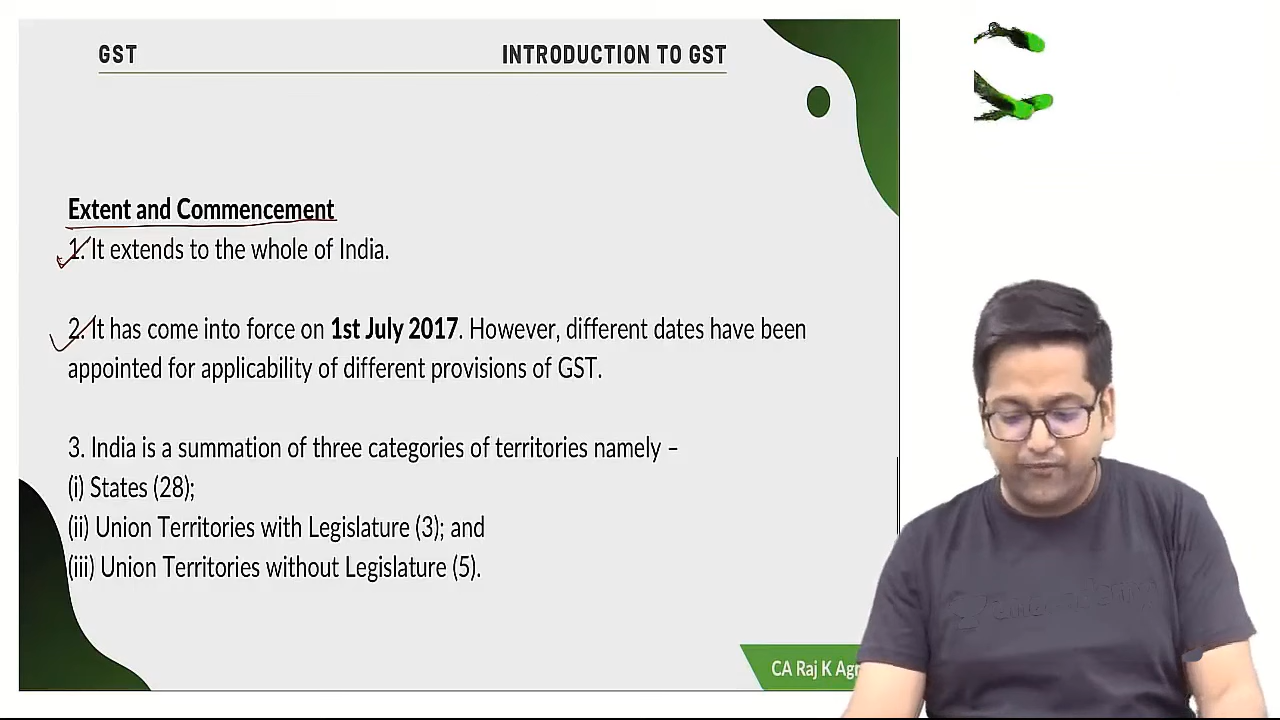 GST
INTRODUCTION TO GST
Extent and Commencement
1. It extends to the whole of India.
2. It has come into force on 1st July 2017. However, different dates have been
appointed for applicability of different provisions of GST.
3. India is a summation of three categories of territories namely –
(i) States (28);
(ii) Union Territories with Legislature (3); and
(iii) Union Territories without Legislature (5).
CA Raj K Agr